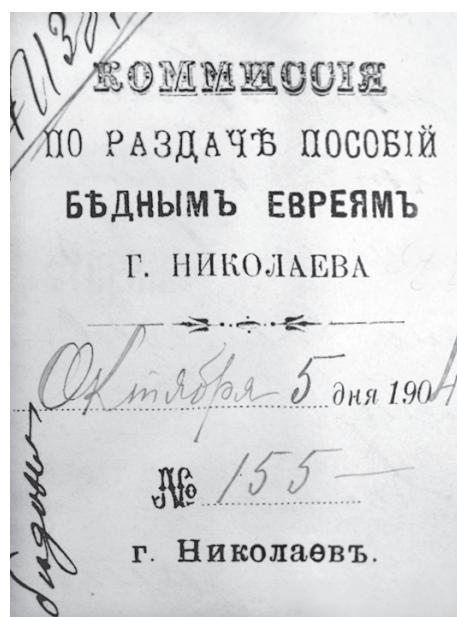 КОММИССІЯ
ПО РАЗДАЧѢ ПОСОБІЙ
БѢДНЫМЪ ЕВРЕЯМЪ
Г. НИКОЛАЕВА
Октября 5 дня 1904
№ 155 —
г. Николаевъ.